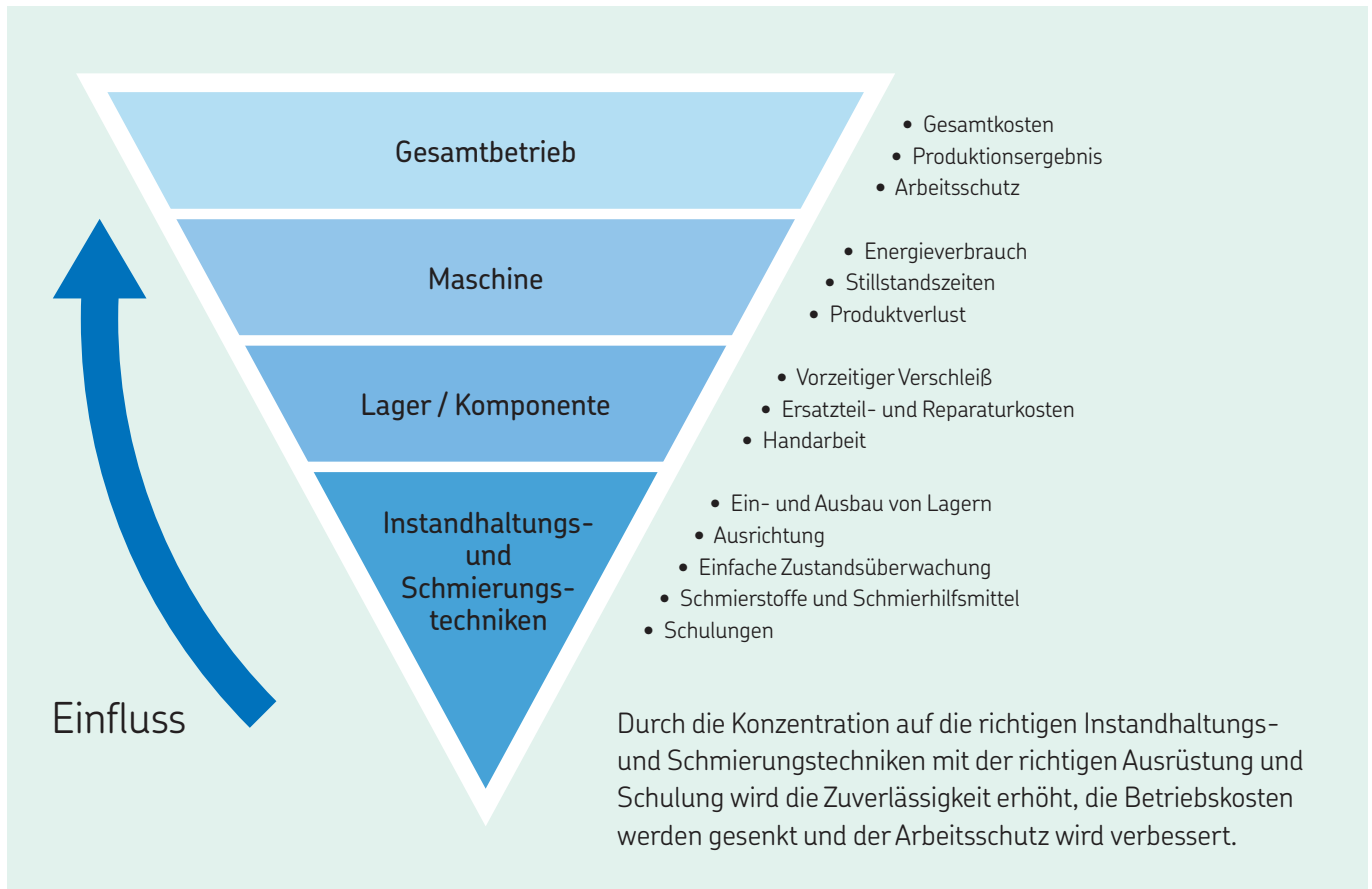 Gesamtbetrieb
• Gesamtkosten
• Produktionsergebnis
• Arbeitsschutz
Maschine
• Energieverbrauch
• Stillstandszeiten
• Produktverlust
Lager / Komponente
• Vorzeitiger Verschleiß
• Ersatzteil- und Reparaturkosten
• Handarbeit
Instandhaltungs-
und
Schmierungs-
techniken
• Ein- und Ausbau von Lagern
• Ausrichtung
• Einfache Zustandsüberwachung
• Schmierstoffe und Schmierhilfsmittel
• Schulungen
Einfluss
Durch die Konzentration auf die richtigen Instandhaltungs-
und Schmierungstechniken mit der richtigen Ausrüstung und
Schulung wird die Zuverlässigkeit erhöht, die Betriebskosten
werden gesenkt und der Arbeitsschutz wird verbessert.